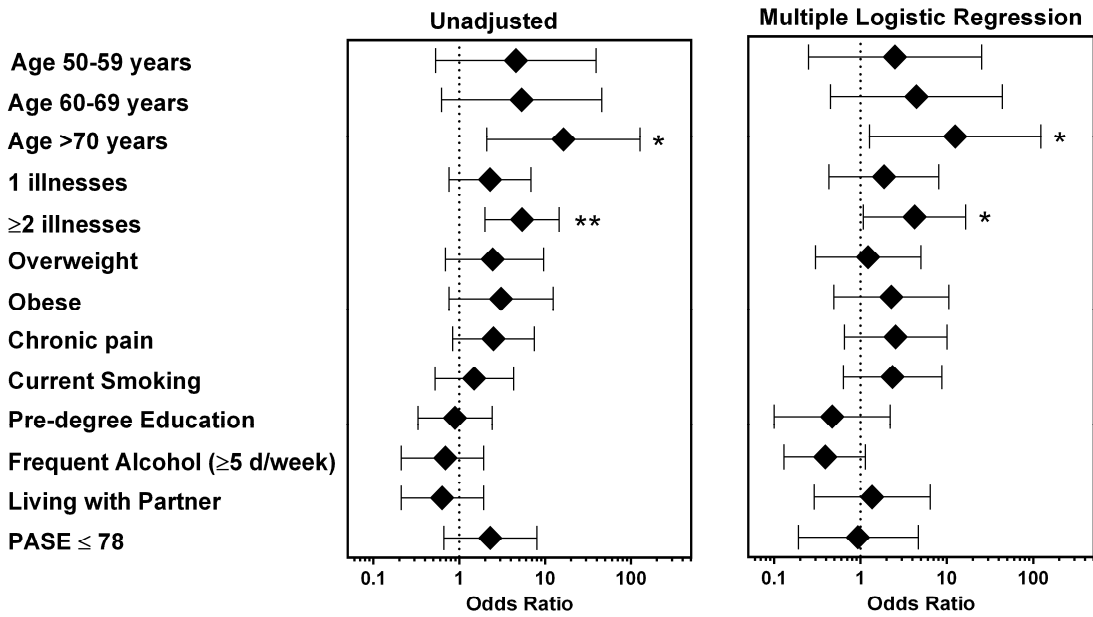 Unadjusted
Multiple Logistic Regression
Age 50-59 years
Age 60-69 years
Age >70 years
*
*
1 illnesses
≥2 illnesses
**
*
Overweight
Obese
Chronic pain
Current Smoking
Pre-degree Education
Frequent Alcohol (≥5 d/week)
Living with Partner
PASE ≤ 78
0.1 1 10 100
0.1 1 10 100
Odds Ratio
Odds Ratio